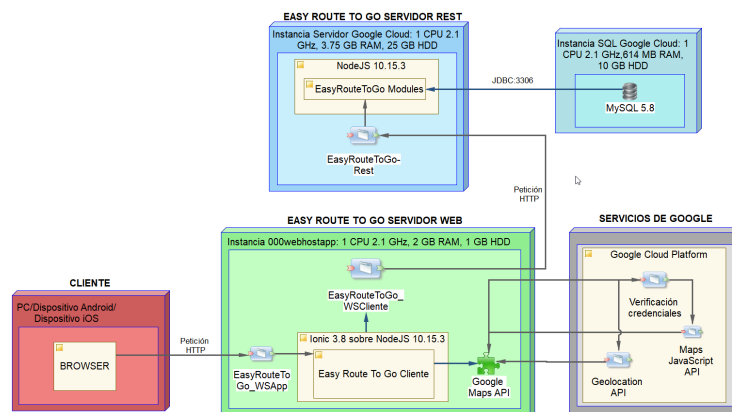 EASY ROUTE TO GO SERVIDOR REST
Instancia Servidor Google Cloud: 1 CPU 2.1
GHz, 3.75 GB RAM, 25 GB HDD
NodeJS 10.15.3
EasyRouteToGo Modules
EasyRouteToGo-
Rest
Instancia SQL Google Cloud: 1
CPU 2.1 GHz,614 MB RAM,
10 GB HDD
JDBC:3306
MySQL 5.8
Petición
HTTP
EASY ROUTE TO GO SERVIDOR WEB
Instancia 000webhostapp: 1 CPU 2.1 GHz, 2 GB RAM, 1 GB HDD
EasyRouteToGo_
WSCliente
Ionic 3.8 sobre NodeJS 10.15.3
Easy Route To Go Cliente
EasyRouteTo
Go_WSApp
Google
Maps API
SERVICIOS DE GOOGLE
Google Cloud Platform
Verificación
credenciales
Maps
JavaScript
API
Geolocation
API
CLIENTE
PC/Dispositivo Android/
Dispositivo iOS
BROWSER
Petición
HTTP